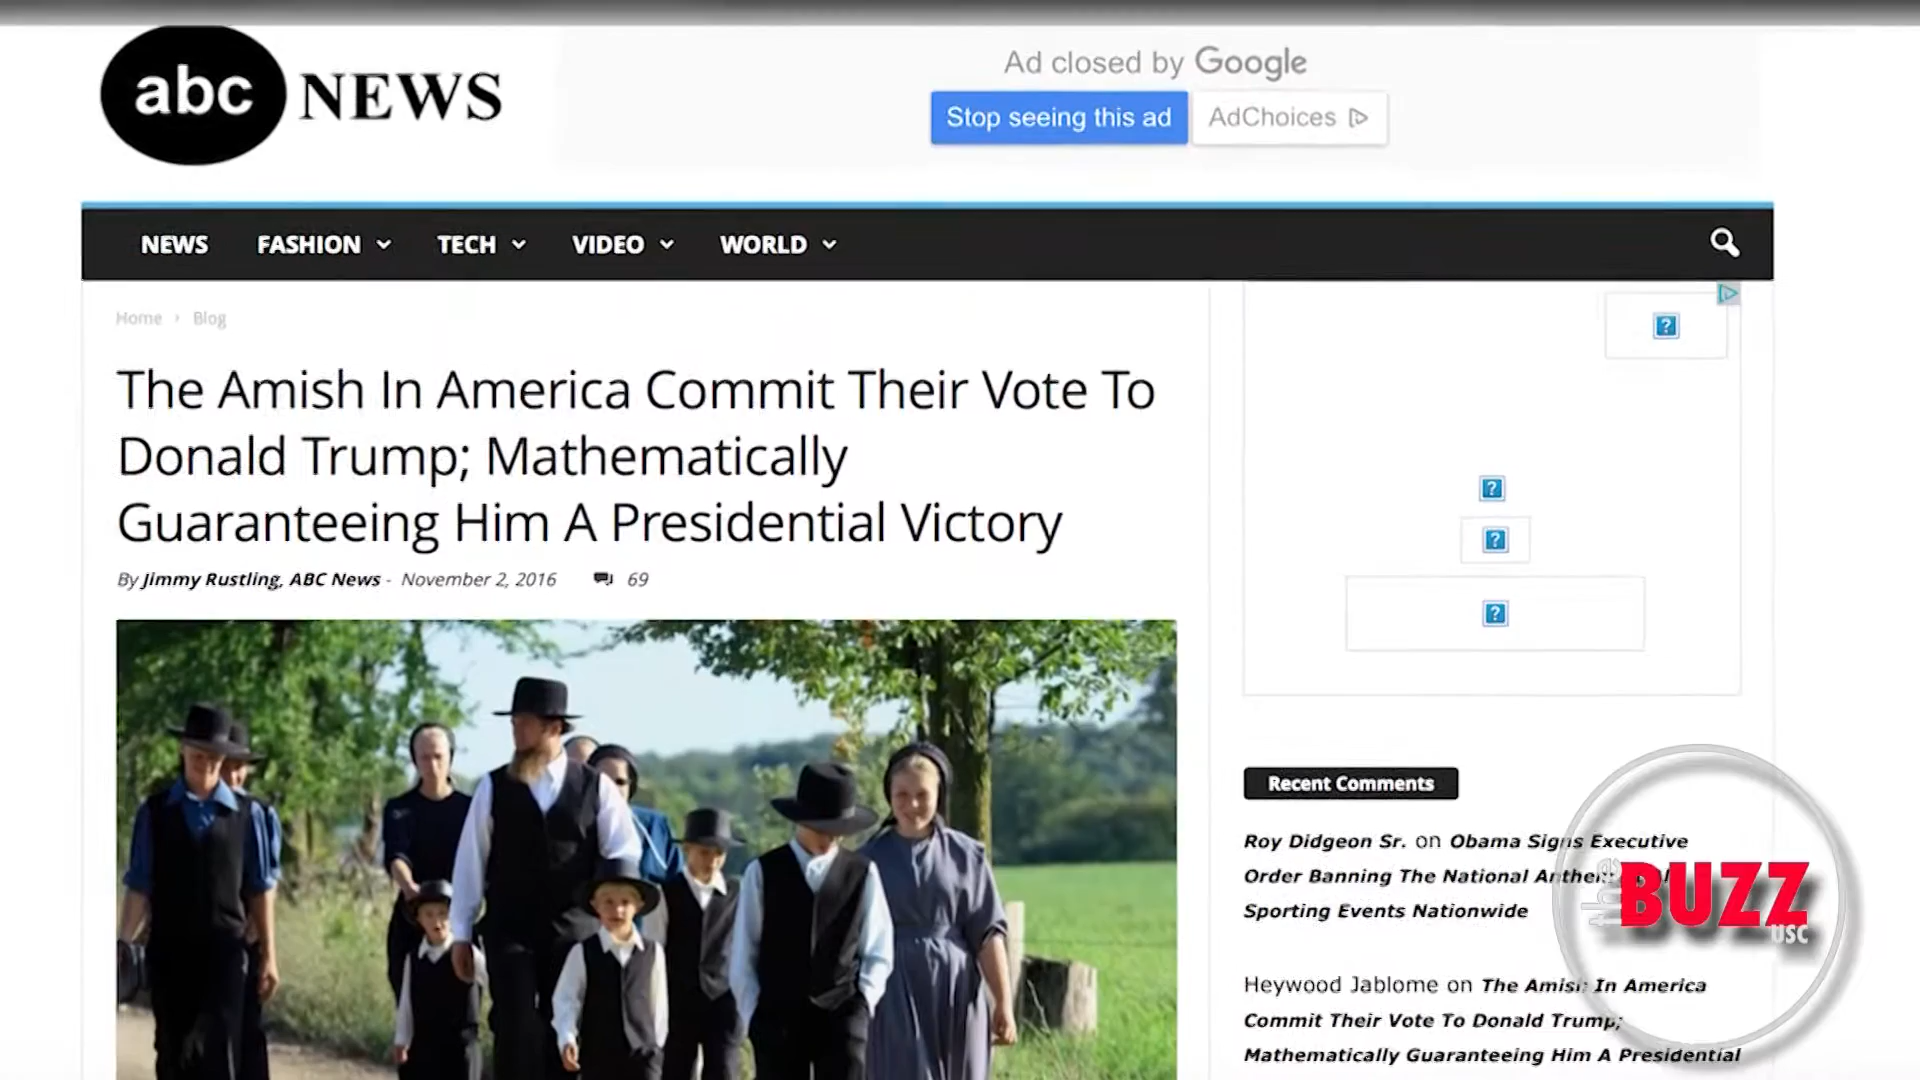 abc NEWS
Ad closed by Google
Stop seeing this ad
AdChoices
NEWS FASHION TECH VIDEO WORLD
Home › Blog
The Amish In America Commit Their Vote To
Donald Trump; Mathematically
Guaranteeing Him A Presidential Victory
By Jimmy Rustling, ABC News - November 2, 2016 69
Recent Comments
Roy Didgeon Sr. on Obama Signs Executive
Order Banning The National
Sporting Events Nationwide
Heywood Jablome on The Amish In America
Commit Their Vote To Donald Trump;
Mathematically Guaranteeing Him A Presidential
the BUZZ
USC